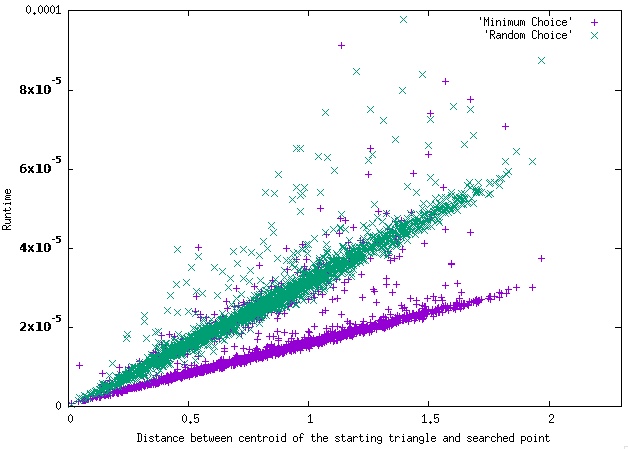 0.0001
'Minimum Choice'
'Random Choice'
8x10^-5
6x10^-5
4x10^-5
2x10^-5
0
Runtime
0 0.5 1 1.5 2
Distance between centroid of the starting triangle and searched point